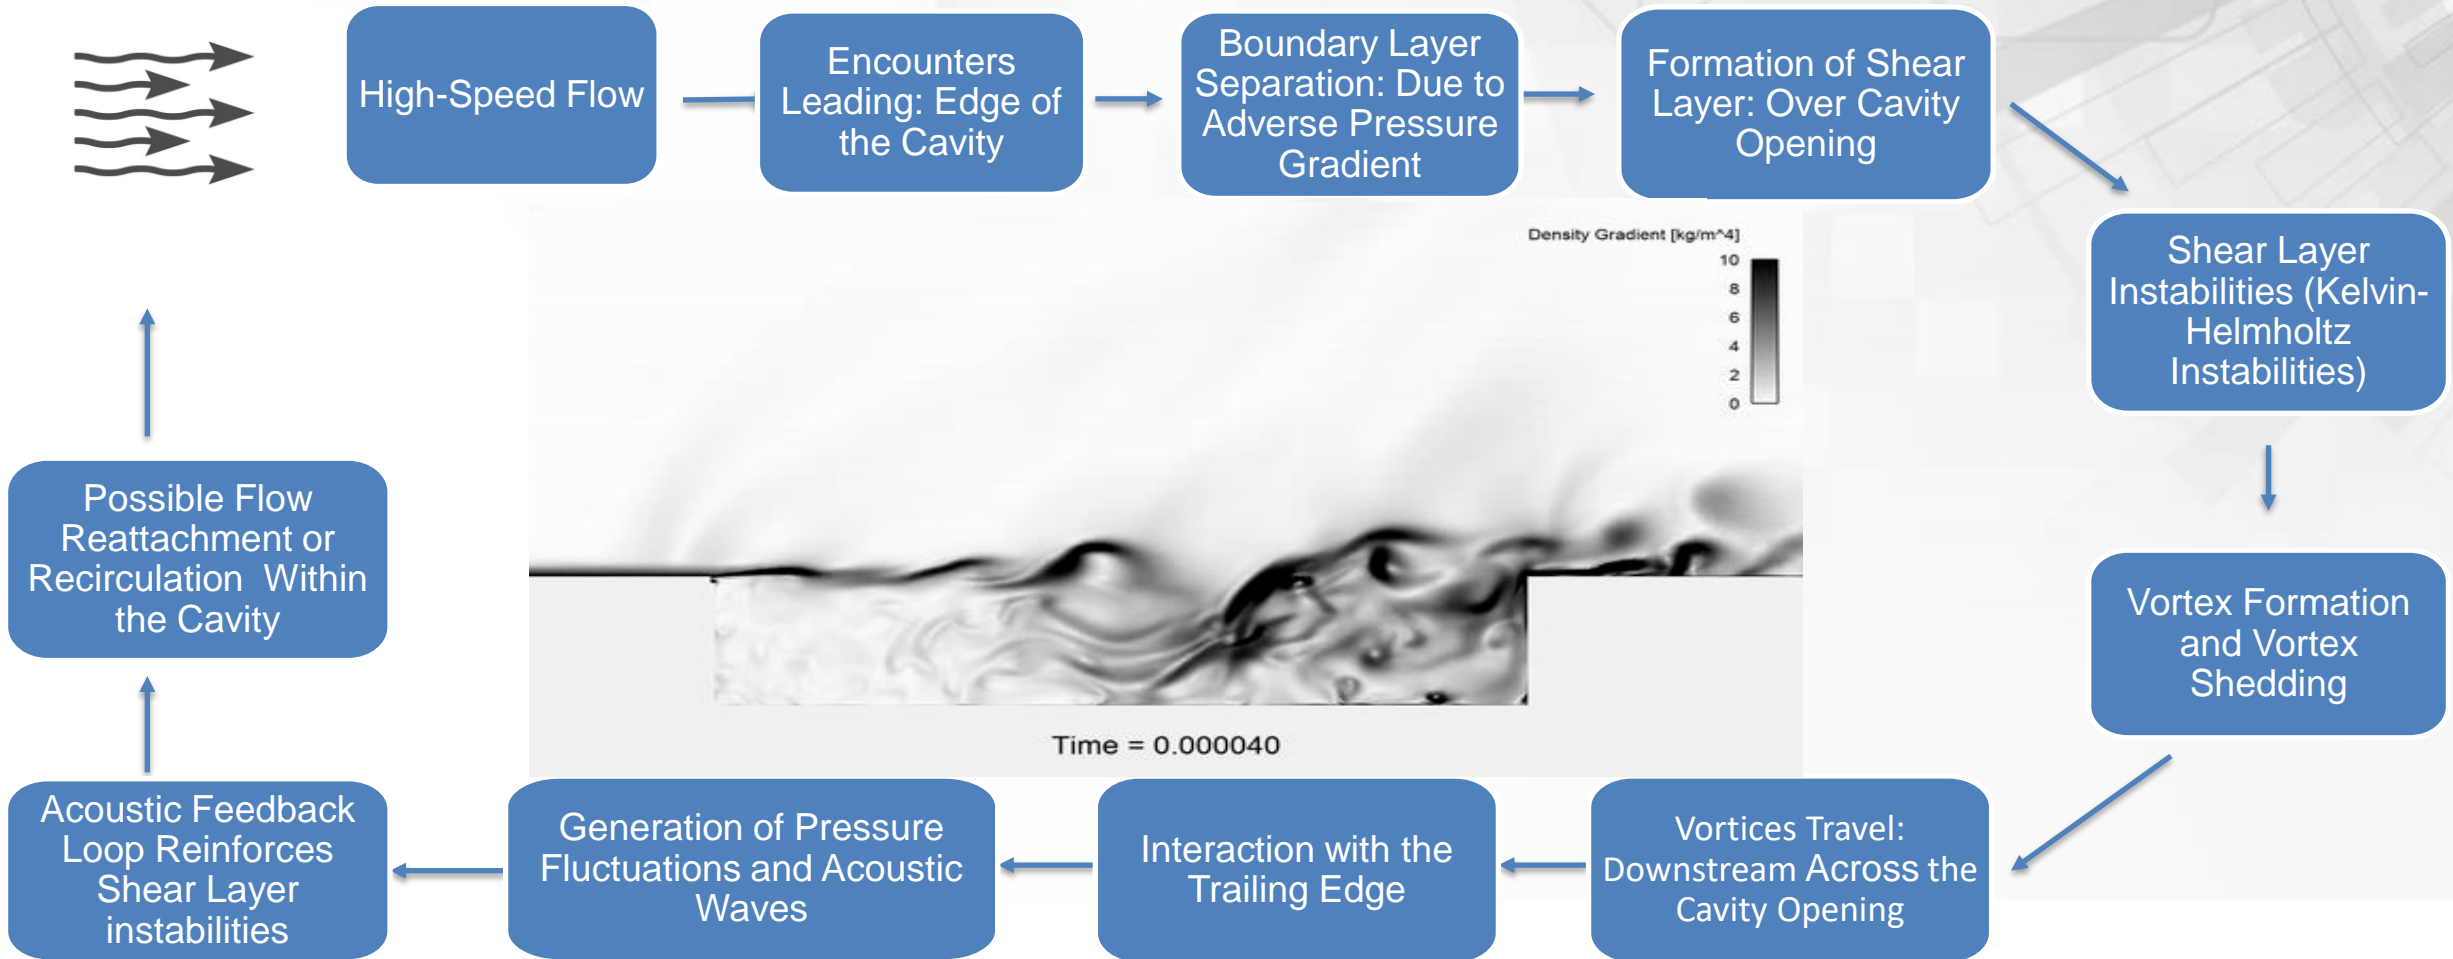 High-Speed Flow
Encounters
Leading: Edge of
the Cavity
Boundary Layer
Separation: Due to
Adverse Pressure
Gradient
Formation of Shear
Layer: Over Cavity
Opening
Shear Layer
Instabilities (Kelvin-
Helmholtz
Instabilities)
Vortex Formation
and Vortex
Shedding
Vortices Travel:
Downstream Across the
Cavity Opening
Interaction with the
Trailing Edge
Generation of Pressure
Fluctuations and Acoustic
Waves
Acoustic Feedback
Loop Reinforces
Shear Layer
instabilities
Possible Flow
Reattachment or
Recirculation Within
the Cavity
Density Gradient [kg/m^4]
10
8
6
4
2
0
Time = 0.000040